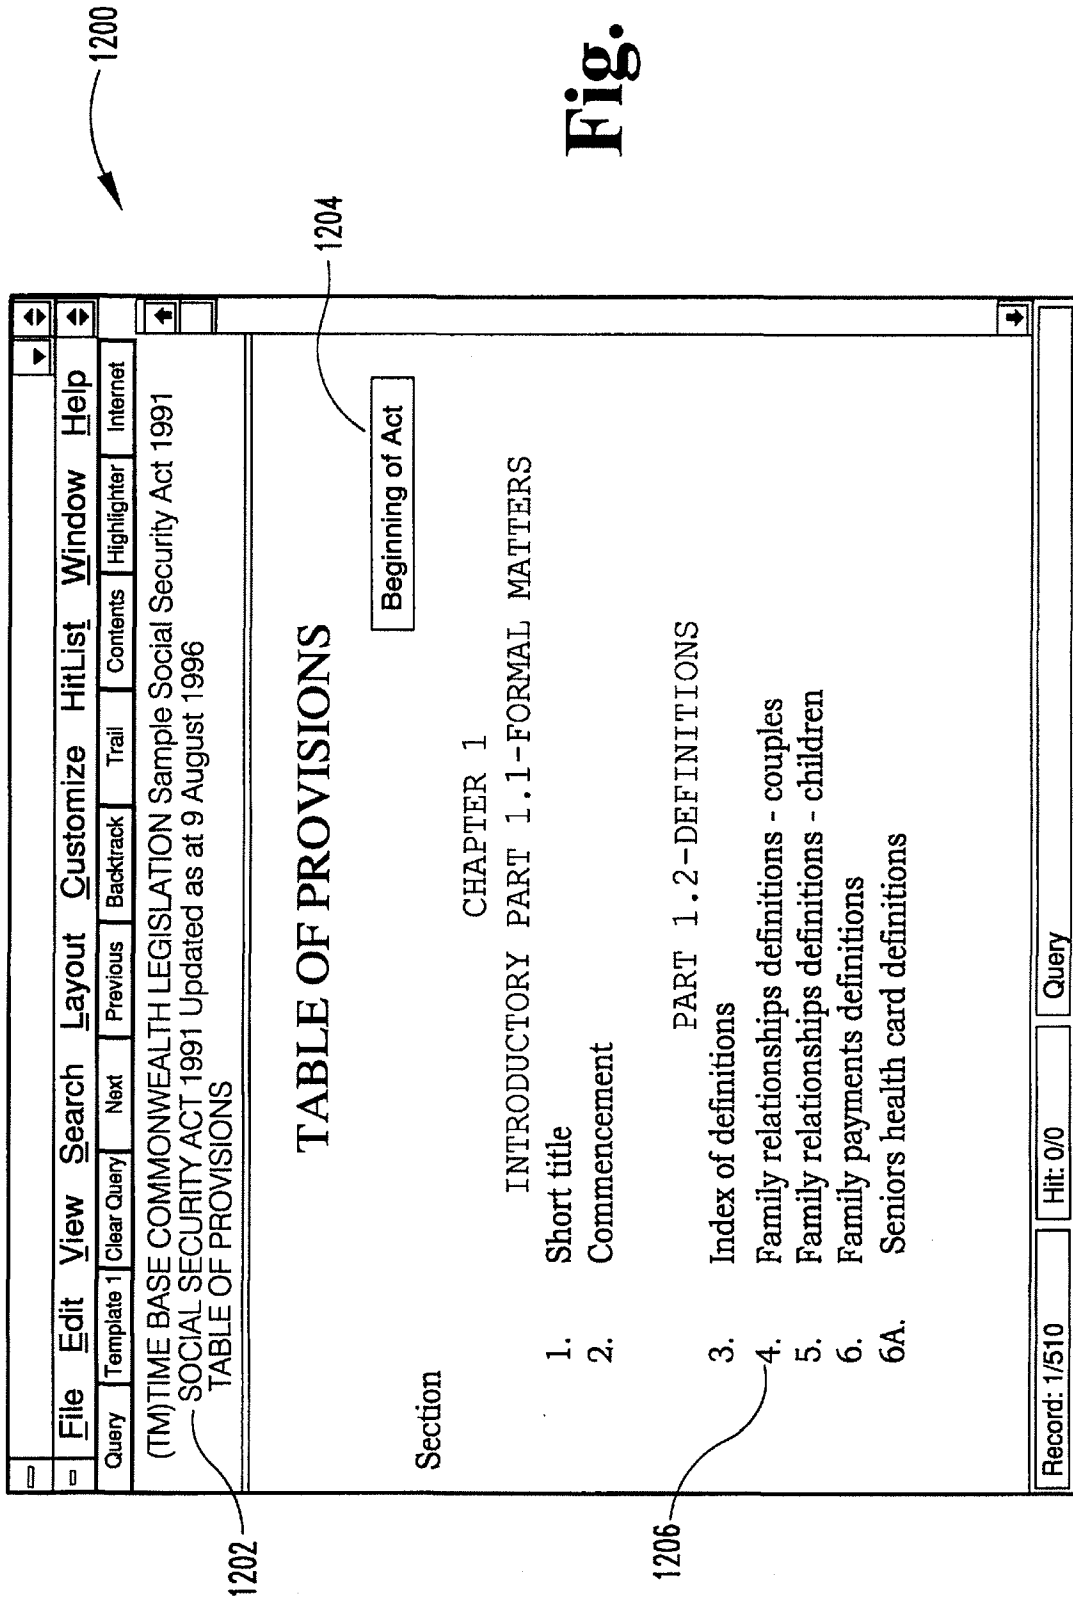 1200
File Edit View Search Layout Customize HitList Window Help
Query Template 1 Clear Query Next Previous Backtrack Trail Contents Highlighter Internet
(TM)TIME BASE COMMONWEALTH LEGISLATION Sample Social Security Act 1991
SOCIAL SECURITY ACT 1991 Updated as at 9 August 1996
TABLE OF PROVISIONS
1202
TABLE OF PROVISIONS
1204
Beginning of Act
Section
CHAPTER 1
INTRODUCTORY PART 1.1-FORMAL MATTERS
1. Short title
2. Commencement
PART 1.2-DEFINITIONS
3. Index of definitions
4. Family relationships definitions - couples
5. Family relationships definitions - children
6. Family payments definitions
6A. Seniors health card definitions
1206
Record: 1/510 Hit: 0/0 Query
Fig.